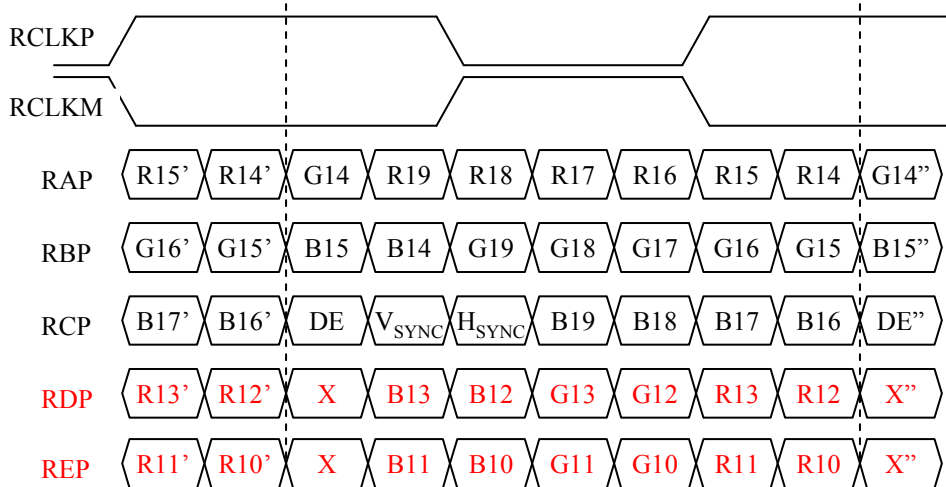 RCLKP
RCLKM
RAP R15’ R14’ G14 R19 R18 R17 R16 R15 R14 G14”
RBP G16’ G15’ B15 B14 G19 G18 G17 G16 G15 B15”
RCP B17’ B16’ DE VSYNC HSYNC B19 B18 B17 B16 DE”
RDP R13’ R12’ X B13 B12 G13 G12 R13 R12 X”
REP R11’ R10’ X B11 B10 G11 G10 R11 R10 X”